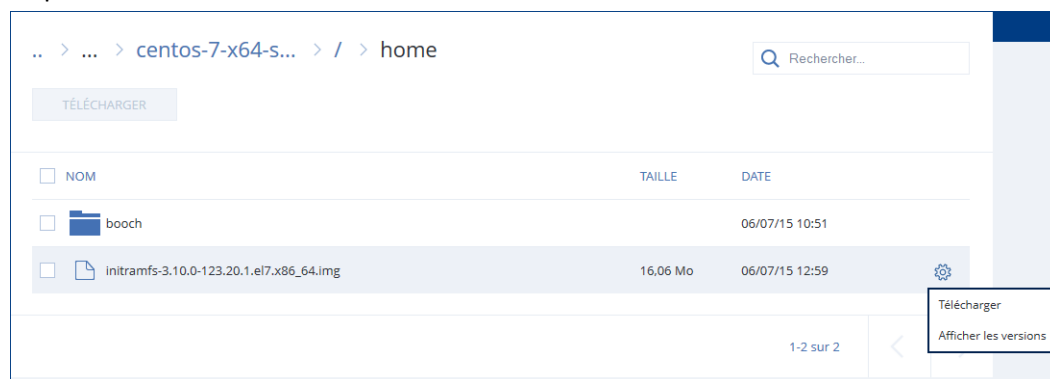 .. > ... > centos-7-x64-s... > / > home
Rechercher...
TÉLÉCHARGER
NOM TAILLE DATE
booch 06/07/15 10:51
initramfs-3.10.0-123.20.1.el7.x86_64.img 16,06 Mo 06/07/15 12:59
Télécharger
Afficher les versions
1-2 sur 2